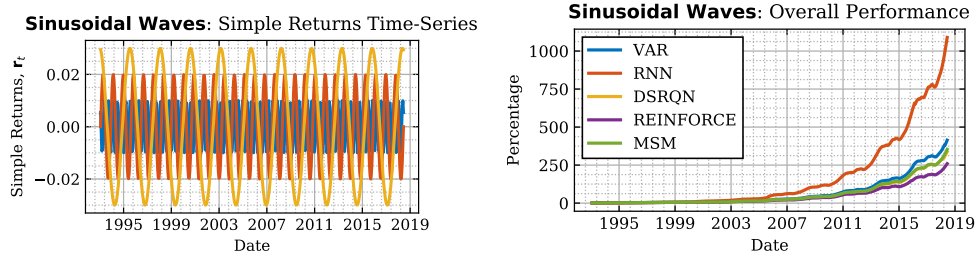 Sinusoidal Waves: Simple Returns Time-Series
Simple Returns, r_t
0.02
0.00
−0.02
1995 1999 2003 2007 2011 2015 2019
Date
Sinusoidal Waves: Overall Performance
Percentage
1000
750
500
250
0
VAR
RNN
DSRQN
REINFORCE
MSM
1995 1999 2003 2007 2011 2015 2019
Date